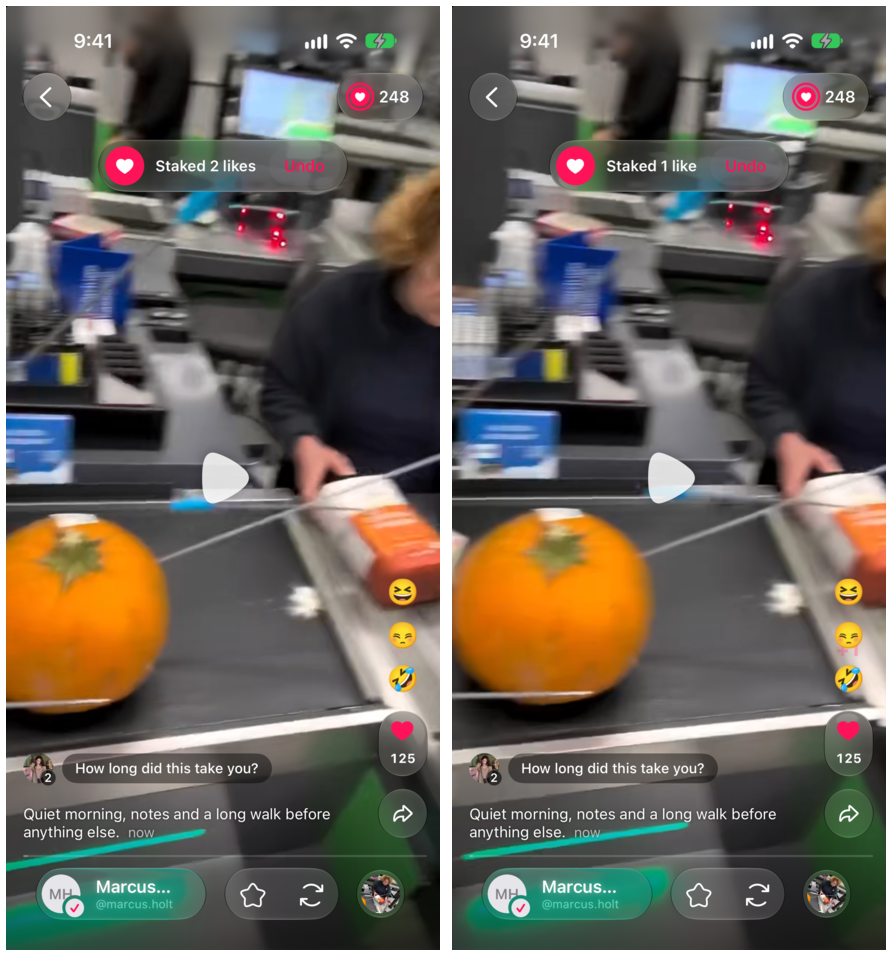 9:41
248
Staked 2 likes Undo
125
2 How long did this take you?
Quiet morning, notes and a long walk before
anything else. now
MH Marcus...
@marcus.holt
9:41
248
Staked 1 like Undo
+1
125
2 How long did this take you?
Quiet morning, notes and a long walk before
anything else. now
MH Marcus...
@marcus.holt